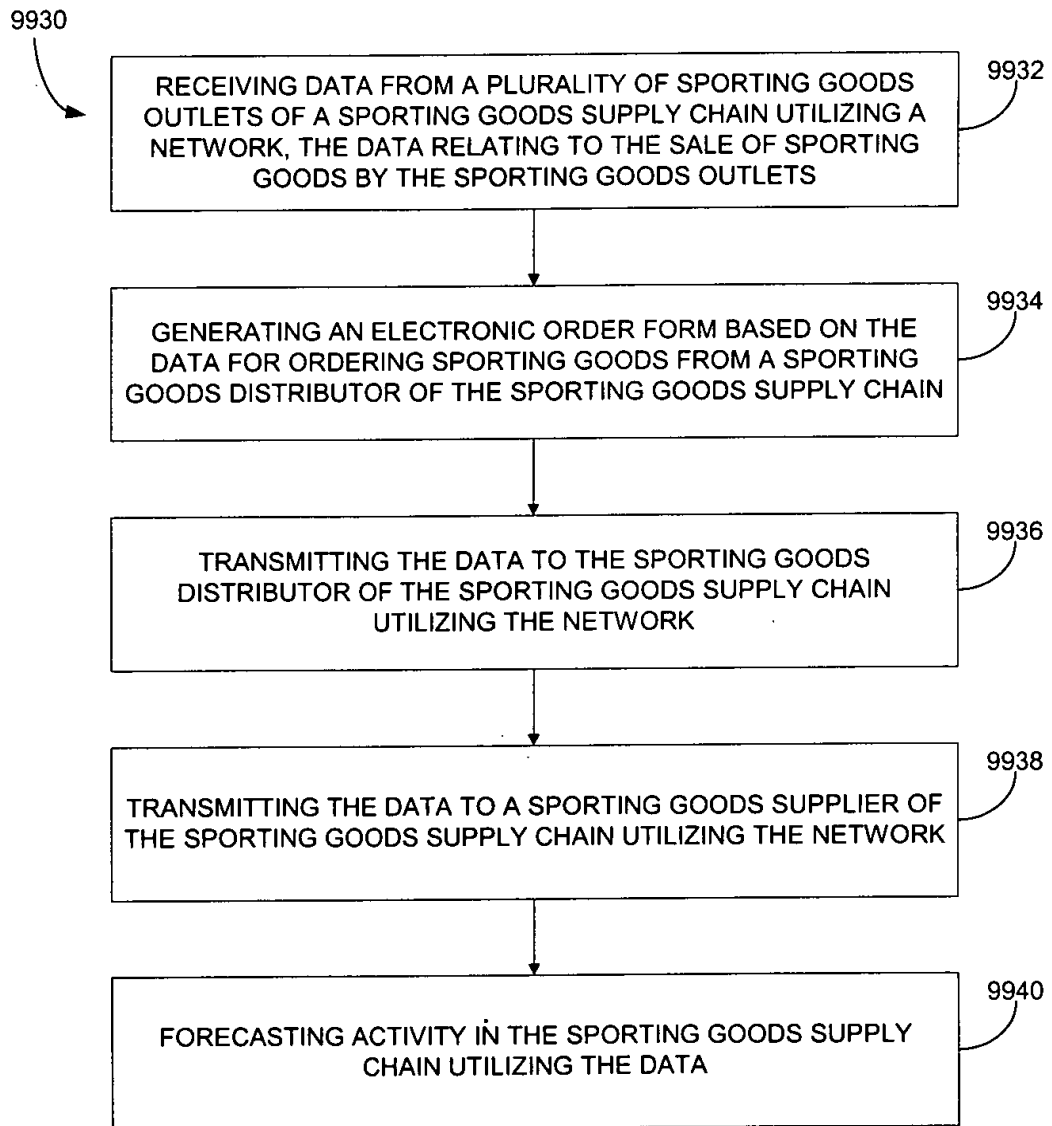 9930
9932
RECEIVING DATA FROM A PLURALITY OF SPORTING GOODS
OUTLETS OF A SPORTING GOODS SUPPLY CHAIN UTILIZING A
NETWORK, THE DATA RELATING TO THE SALE OF SPORTING
GOODS BY THE SPORTING GOODS OUTLETS
9934
GENERATING AN ELECTRONIC ORDER FORM BASED ON THE
DATA FOR ORDERING SPORTING GOODS FROM A SPORTING
GOODS DISTRIBUTOR OF THE SPORTING GOODS SUPPLY CHAIN
9936
TRANSMITTING THE DATA TO THE SPORTING GOODS
DISTRIBUTOR OF THE SPORTING GOODS SUPPLY CHAIN
UTILIZING THE NETWORK
9938
TRANSMITTING THE DATA TO A SPORTING GOODS SUPPLIER OF
THE SPORTING GOODS SUPPLY CHAIN UTILIZING THE NETWORK
9940
FORECASTING ACTIVITY IN THE SPORTING GOODS SUPPLY
CHAIN UTILIZING THE DATA